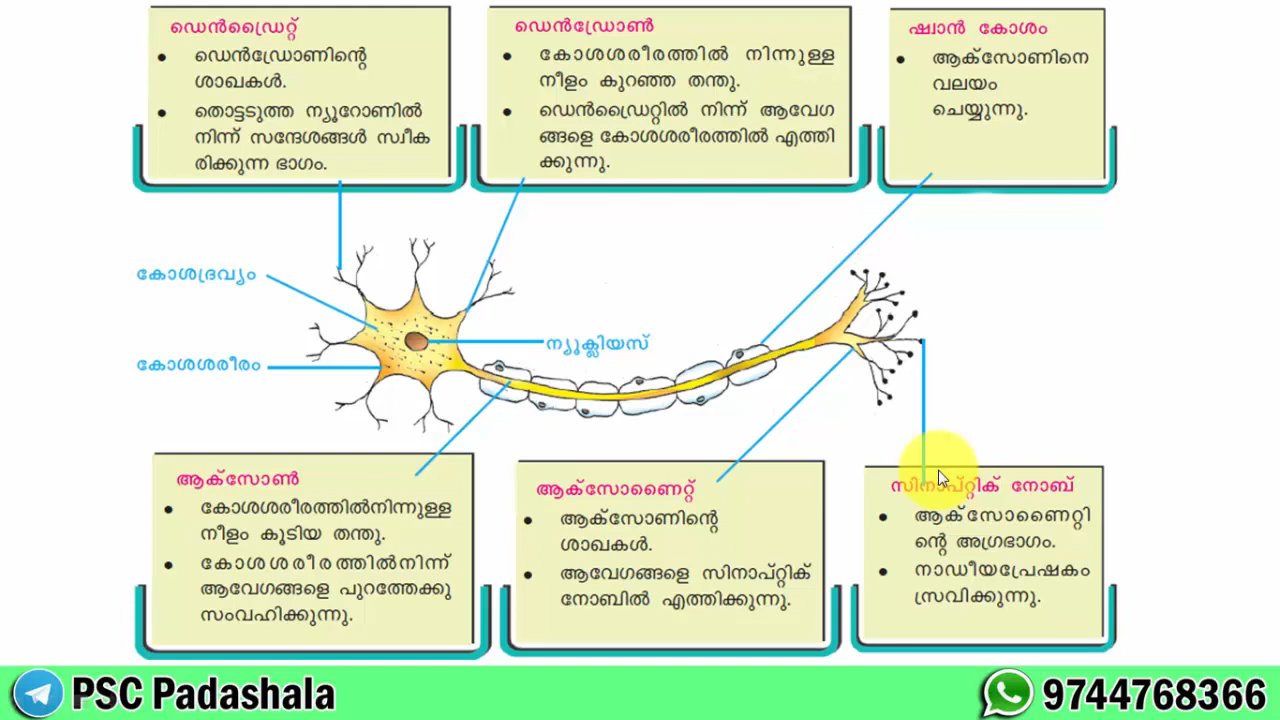 ഡെൻഡ്രൈറ്റ്
• ഡെൻഡ്രോണിന്റെ
ശാഖകൾ.
• തൊട്ടടുത്ത ന്യൂറോണിൽ
നിന്ന് സന്ദേശങ്ങൾ സ്വീക
രിക്കുന്ന ഭാഗം.
ഡെൻഡ്രോൺ
• കോശശരീരത്തിൽ നിന്നുള്ള
നീളം കുറഞ്ഞ തന്തു.
• ഡെൻഡ്രൈറ്റിൽ നിന്ന് ആവേഗ
ങ്ങളെ കോശശരീരത്തിൽ എത്തി
ക്കുന്നു.
ഷ്വാൻ കോശം
• ആക്സോണിനെ
വലയം
ചെയ്യുന്നു.
കോശദ്രവ്യം
ന്യൂക്ലിയസ്
കോശശരീരം
ആക്സോൺ
• കോശശരീരത്തിൽനിന്നുള്ള
നീളം കൂടിയ തന്തു.
• കോശശരീരത്തിൽനിന്ന്
ആവേഗങ്ങളെ പുറത്തേക്കു
സംവഹിക്കുന്നു.
ആക്സോണൈറ്റ്
• ആക്സോണിന്റെ
ശാഖകൾ.
• ആവേഗങ്ങളെ സിനാപ്റ്റിക്
നോബിൽ എത്തിക്കുന്നു.
സിനാപ്റ്റിക് നോബ്
• ആക്സോണൈറ്റി
ന്റെ അഗ്രഭാഗം.
• നാഡീയപ്രേഷകം
സ്രവിക്കുന്നു.
PSC Padashala
9744768366